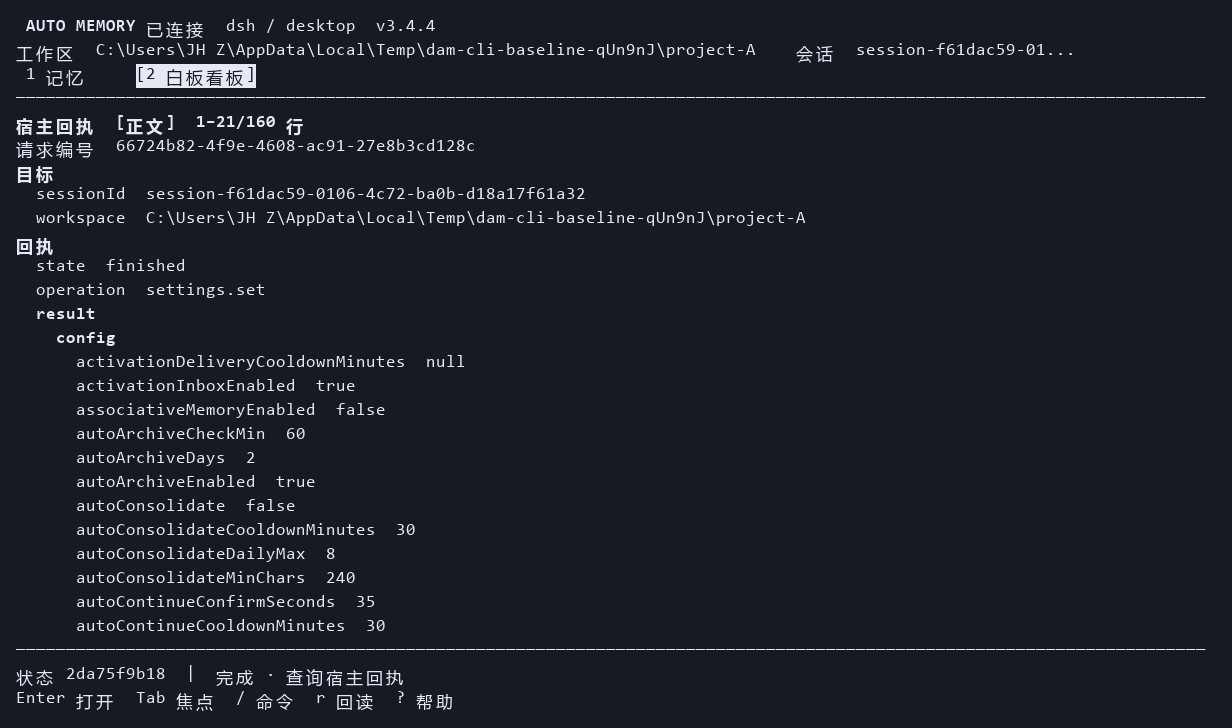 AUTO MEMORY 已连接  dsh / desktop  v3.4.4
工作区  C:\Users\JH Z\AppData\Local\Temp\dam-cli-baseline-qUn9nJ\project-A    会话  session-f61dac59-01...
1 记忆     [2 白板看板]
宿主回执  [正文]  1-21/160 行
请求编号  66724b82-4f9e-4608-ac91-27e8b3cd128c
目标
sessionId  session-f61dac59-0106-4c72-ba0b-d18a17f61a32
workspace  C:\Users\JH Z\AppData\Local\Temp\dam-cli-baseline-qUn9nJ\project-A
回执
state  finished
operation  settings.set
result
config
activationDeliveryCooldownMinutes  null
activationInboxEnabled  true
associativeMemoryEnabled  false
autoArchiveCheckMin  60
autoArchiveDays  2
autoArchiveEnabled  true
autoConsolidate  false
autoConsolidateCooldownMinutes  30
autoConsolidateDailyMax  8
autoConsolidateMinChars  240
autoContinueConfirmSeconds  35
autoContinueCooldownMinutes  30
状态 2da75f9b18  |  完成 · 查询宿主回执
Enter 打开  Tab 焦点  / 命令  r 回读  ? 帮助